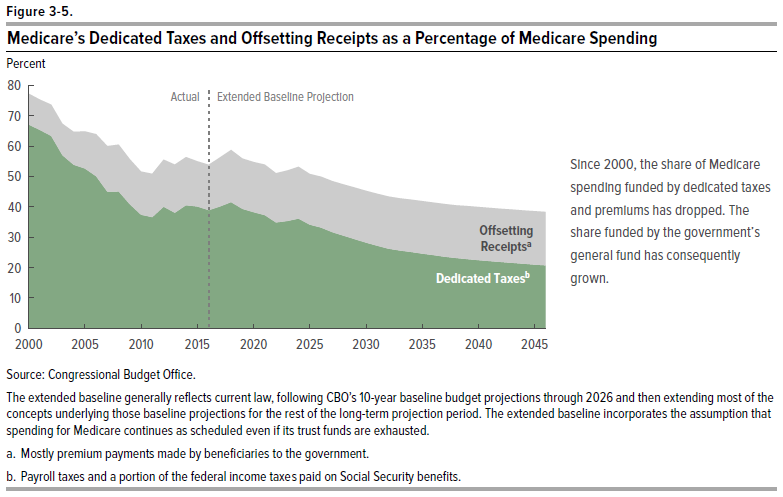 Figure 3-5.
Medicare's Dedicated Taxes and Offsetting Receipts as a Percentage of Medicare Spending
Percent
80
70
60
50
40
30
20
10
0
Actual
Extended Baseline Projection
Offsetting
Receiptsᵃ
Dedicated Taxesᵇ
2000 2005 2010 2015 2020 2025 2030 2035 2040 2045
Since 2000, the share of Medicare
spending funded by dedicated taxes
and premiums has dropped. The
share funded by the government's
general fund has consequently
grown.
Source: Congressional Budget Office.
The extended baseline generally reflects current law, following CBO's 10-year baseline budget projections through 2026 and then extending most of the
concepts underlying those baseline projections for the rest of the long-term projection period. The extended baseline incorporates the assumption that
spending for Medicare continues as scheduled even if its trust funds are exhausted.
a. Mostly premium payments made by beneficiaries to the government.
b. Payroll taxes and a portion of the federal income taxes paid on Social Security benefits.